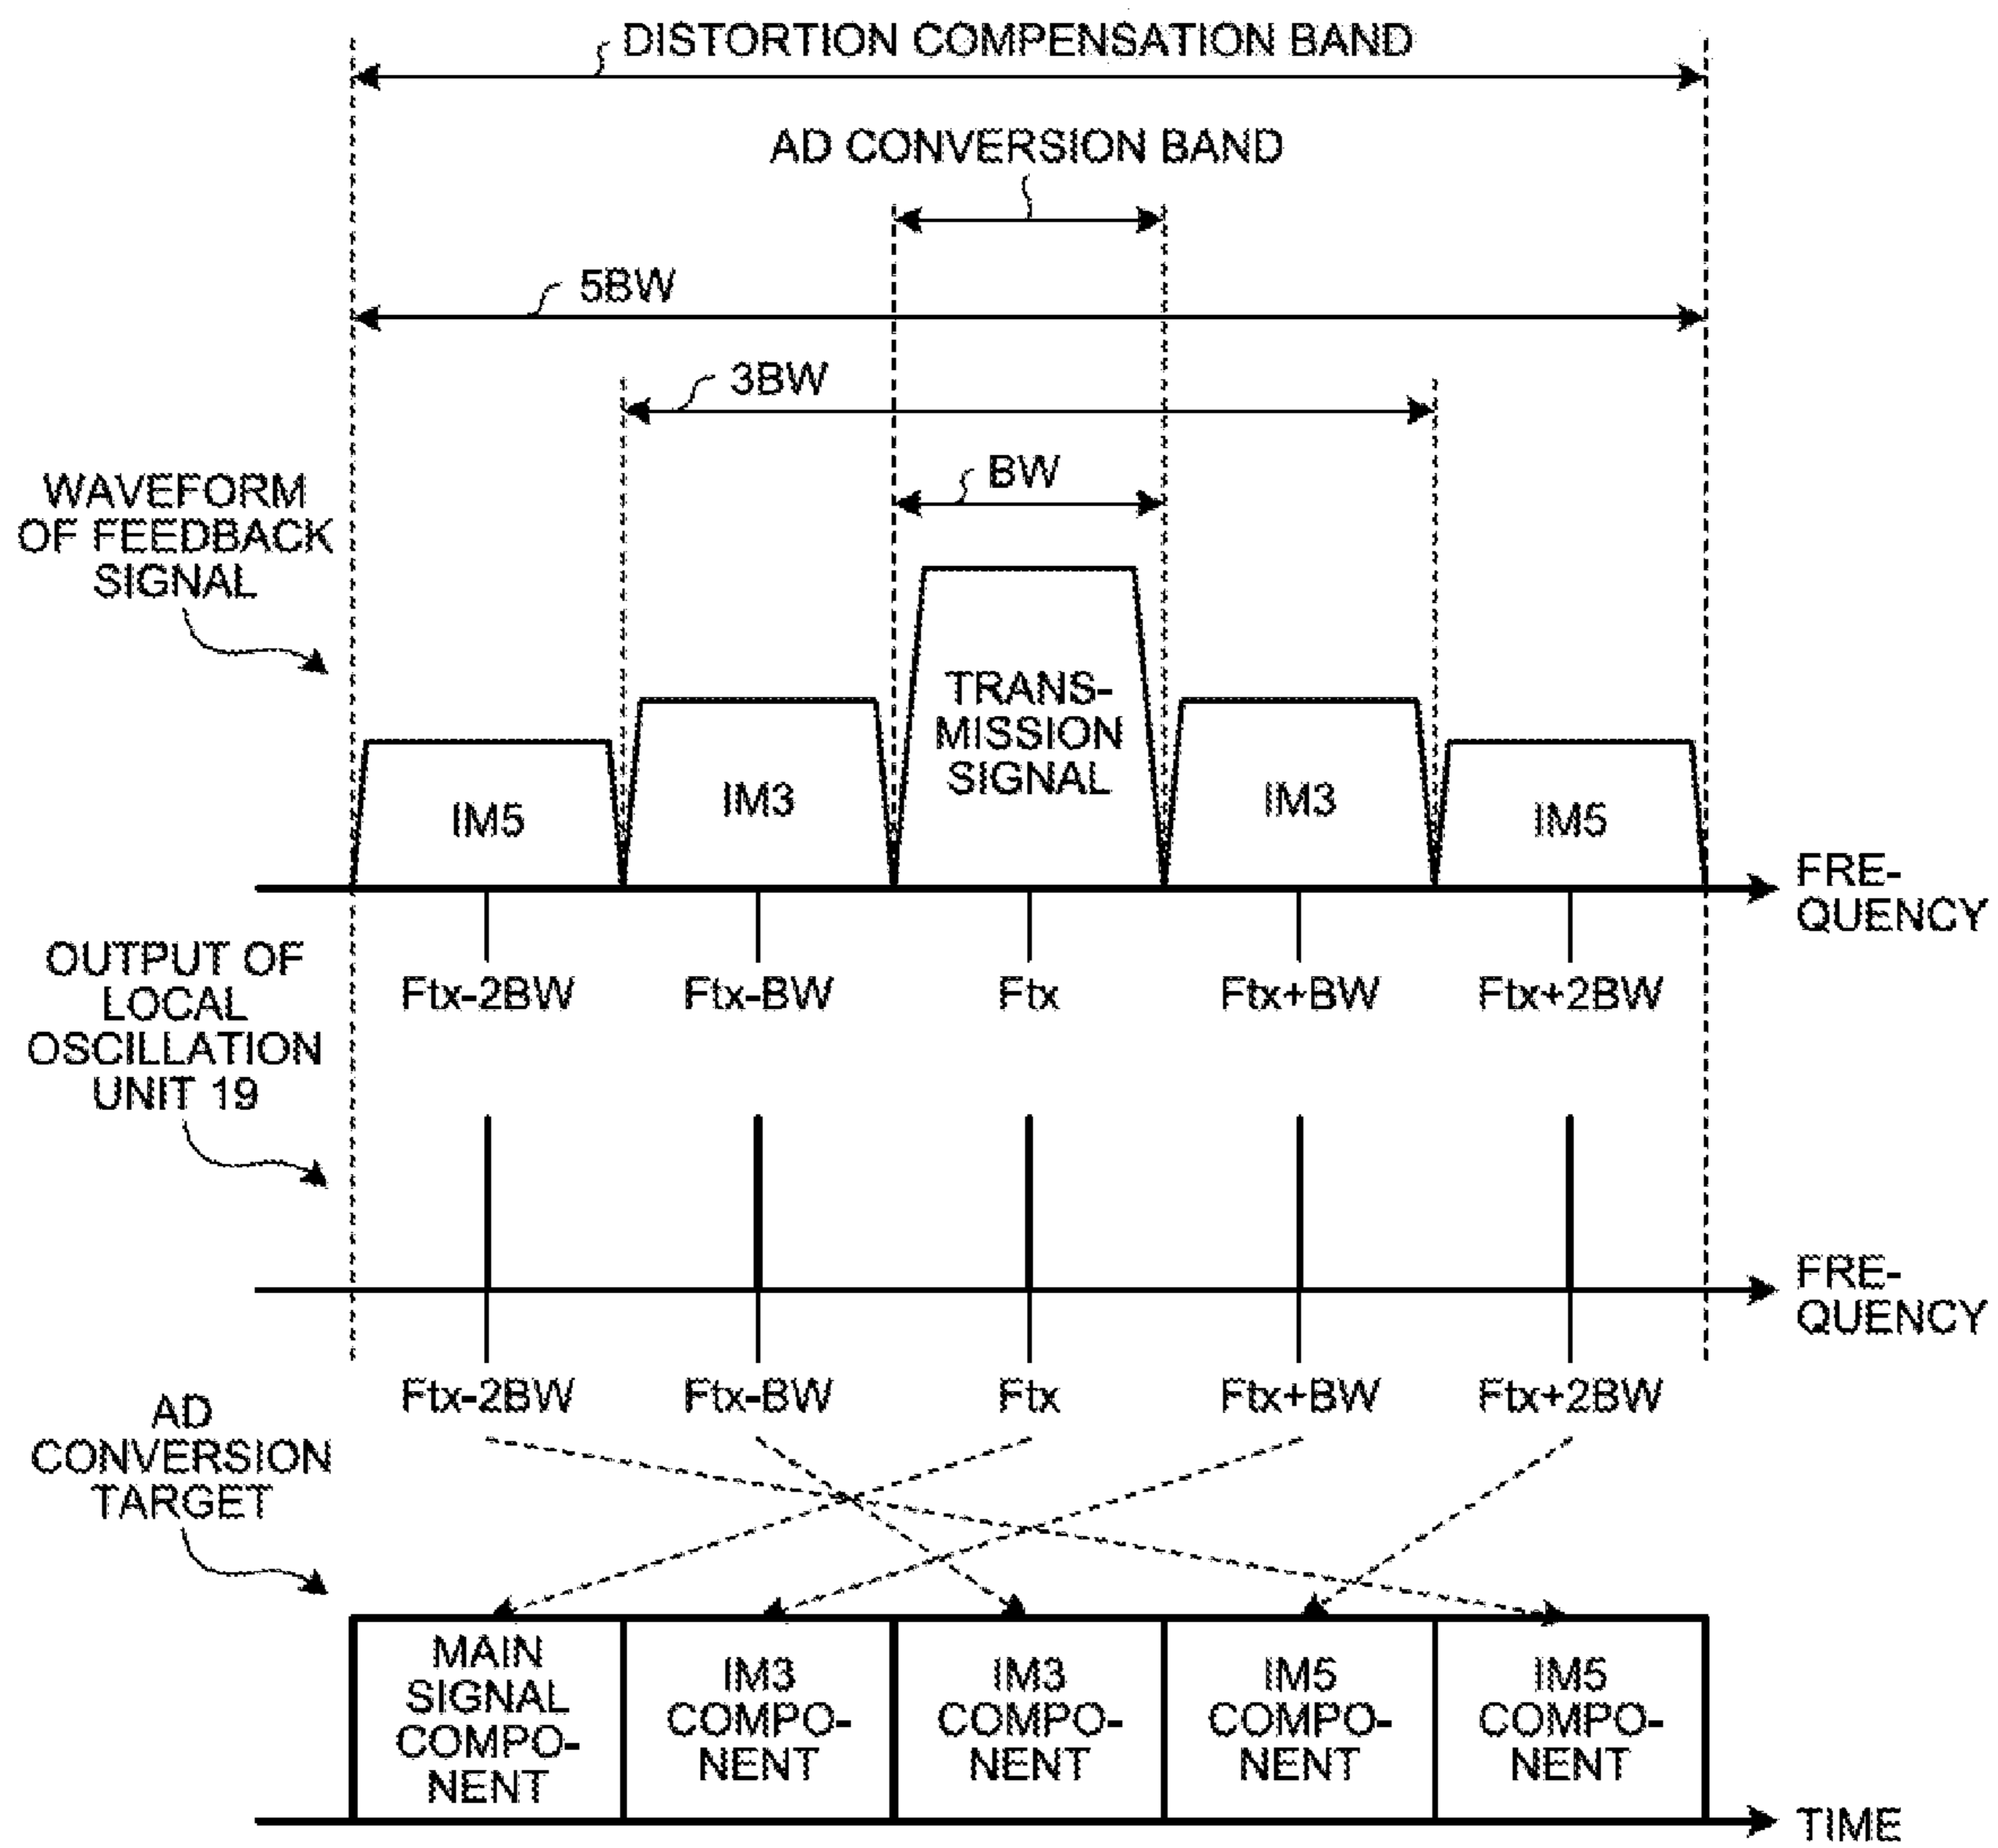 DISTORTION COMPENSATION BAND
AD CONVERSION BAND
5BW
3BW
BW
WAVEFORM
OF FEEDBACK
SIGNAL
TRANS-
MISSION
SIGNAL
IM5
IM3
IM3
IM5
FRE-
QUENCY
Ftx-2BW
Ftx-BW
Ftx
Ftx+BW
Ftx+2BW
OUTPUT OF
LOCAL
OSCILLATION
UNIT 19
FRE-
QUENCY
Ftx-2BW
Ftx-BW
Ftx
Ftx+BW
Ftx+2BW
AD
CONVERSION
TARGET
MAIN
SIGNAL
COMPO-
NENT
IM3
COMPO-
NENT
IM3
COMPO-
NENT
IM5
COMPO-
NENT
IM5
COMPO-
NENT
TIME